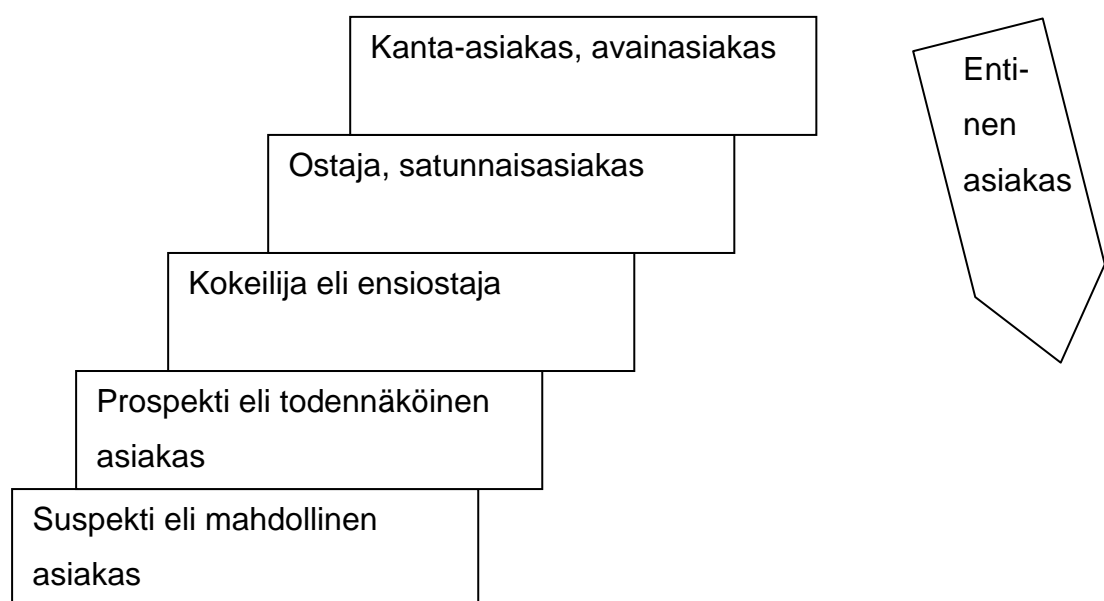 Kanta-asiakas, avainasiakas
Enti-
nen
asiakas
Ostaja, satunnaisasiakas
Kokeilija eli ensiostaja
Prospekti eli todennäköinen
asiakas
Suspekti eli mahdollinen
asiakas